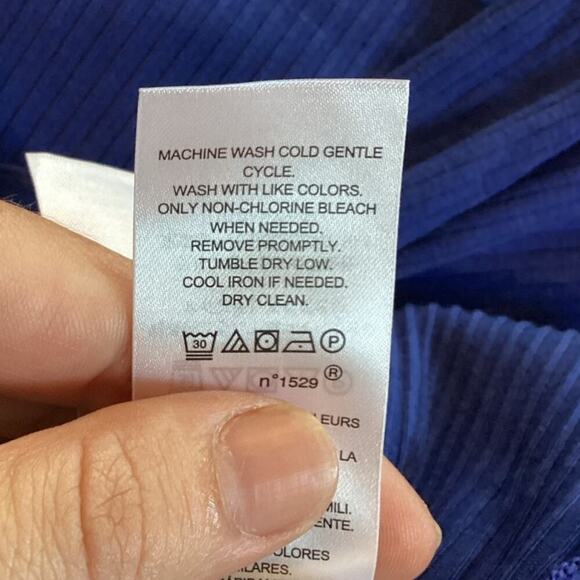 MACHINE WASH COLD GENTLE
CYCLE.
WASH WITH LIKE COLORS.
ONLY NON-CHLORINE BLEACH
WHEN NEEDED.
REMOVE PROMPTLY.
TUMBLE DRY LOW.
COOL IRON IF NEEDED.
DRY CLEAN.
30 P
n°1529 ®
LA